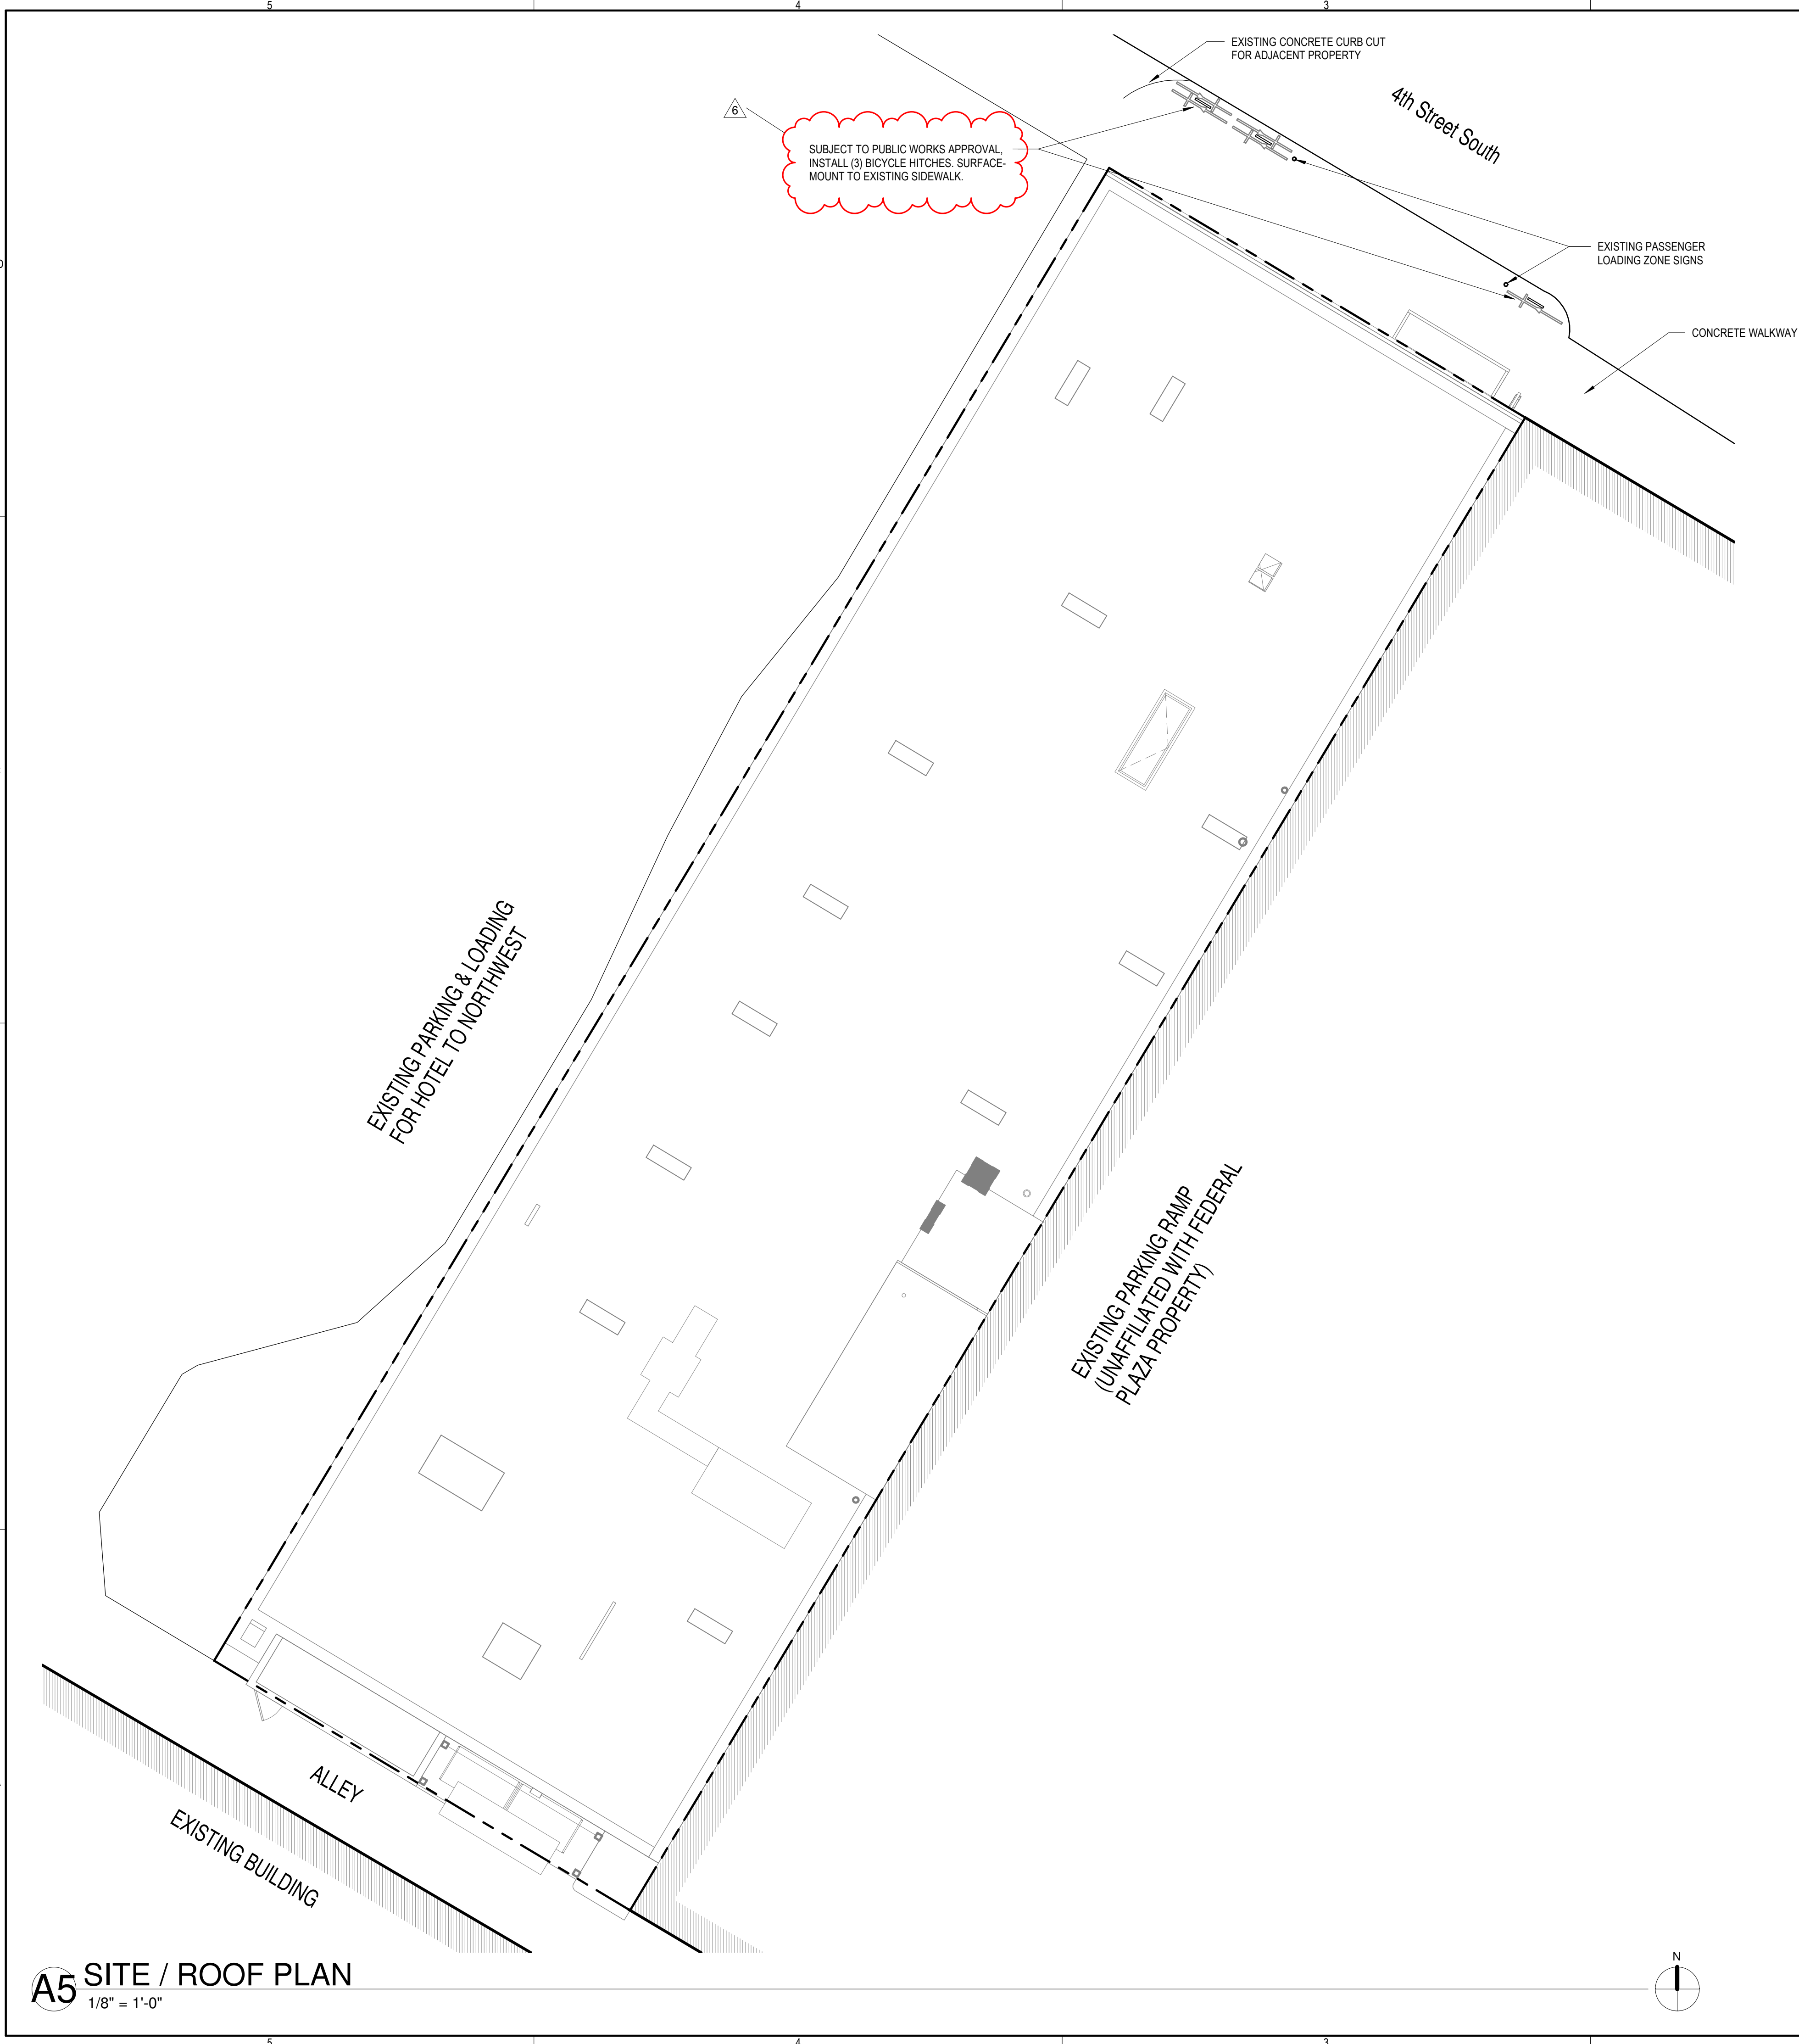 5
4
3
EXISTING CONCRETE CURB CUT
FOR ADJACENT PROPERTY
4th Street South
6
SUBJECT TO PUBLIC WORKS APPROVAL,
INSTALL (3) BICYCLE HITCHES. SURFACE-
MOUNT TO EXISTING SIDEWALK.
EXISTING PASSENGER
LOADING ZONE SIGNS
CONCRETE WALKWAY
EXISTING PARKING & LOADING
FOR HOTEL TO NORTHWEST
EXISTING PARKING RAMP
(UNAFFILIATED WITH FEDERAL
PLAZA PROPERTY)
ALLEY
EXISTING BUILDING
A5
SITE / ROOF PLAN
1/8" = 1'-0"
N
5
4
3